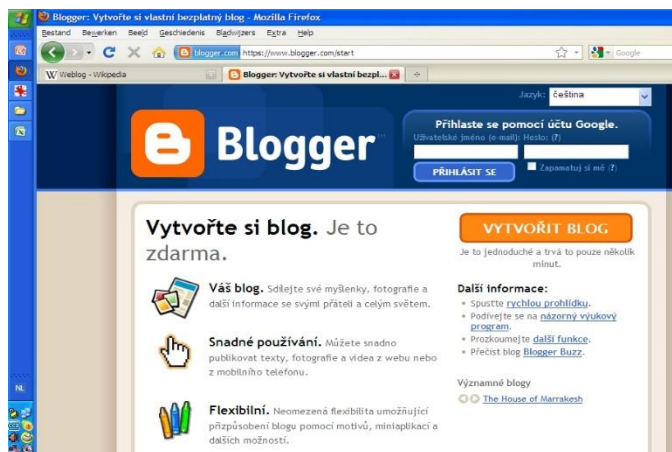 Blogger: Vytvořte si vlastní bezplatný blog - Mozilla Firefox
Bestand Bewerken Beeld Geschiedenis Bladwijzers Extra Help
blogger.com https://www.blogger.com/start
Google
Weblog - Wikipedia
Blogger: Vytvořte si vlastní bezpl...
Jazyk: čeština
Blogger
Přihlaste se pomocí účtu Google.
Uživatelské jméno (e-mail): Heslo: (?)
PŘIHLÁSIT SE
Zapamatuj si mě (?)
Vytvořte si blog. Je to
zdarma.
Váš blog. Sdílejte své myšlenky, fotografie a
další informace se svými přáteli a celým světem.
Snadné používání. Můžete snadno
publikovat texty, fotografie a videa z webu nebo
z mobilního telefonu.
Flexibilní. Neomezená flexibilita umožňující
přizpůsobení blogu pomocí motivů, miniaplikací a
dalších možností.
VYTVOŘIT BLOG
Je to jednoduché a trvá to pouze několik
minut.
Další informace:
Spusťte rychlou prohlídku.
Podívejte se na názorný výukový
program.
Prozkoumejte další funkce.
Přečíst blog Blogger Buzz.
Významné blogy
The House of Marrakesh
NL